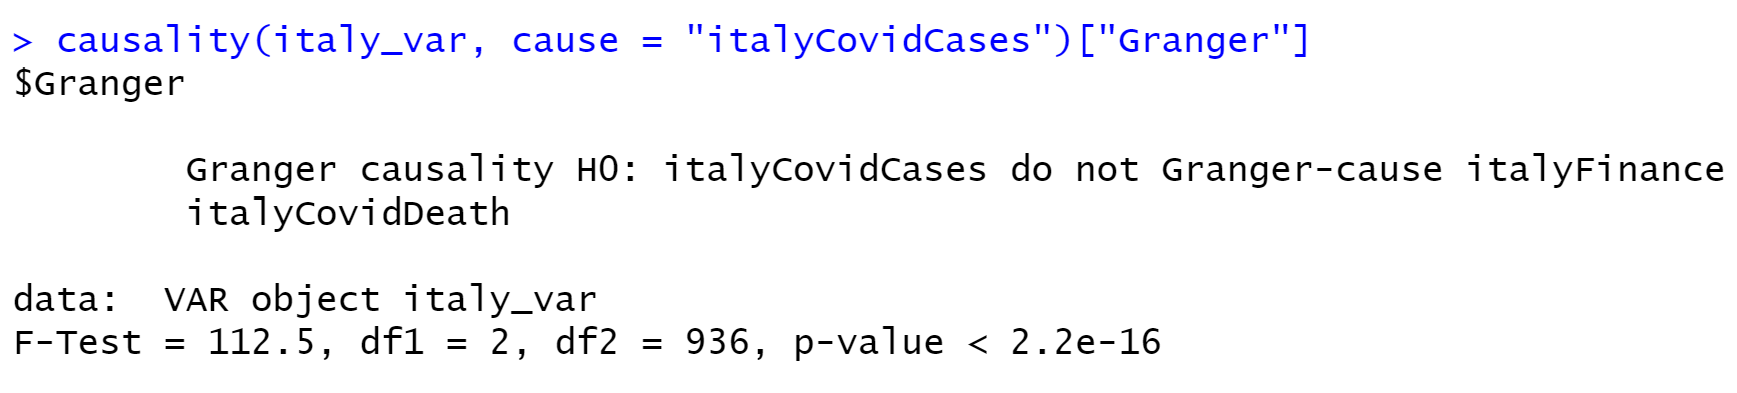 > causality(italy_var, cause = "italyCovidCases")["Granger"]
$Granger
Granger causality H0: italyCovidCases do not Granger-cause italyFinance
italyCovidDeath
data:  VAR object italy_var
F-Test = 112.5, df1 = 2, df2 = 936, p-value < 2.2e-16